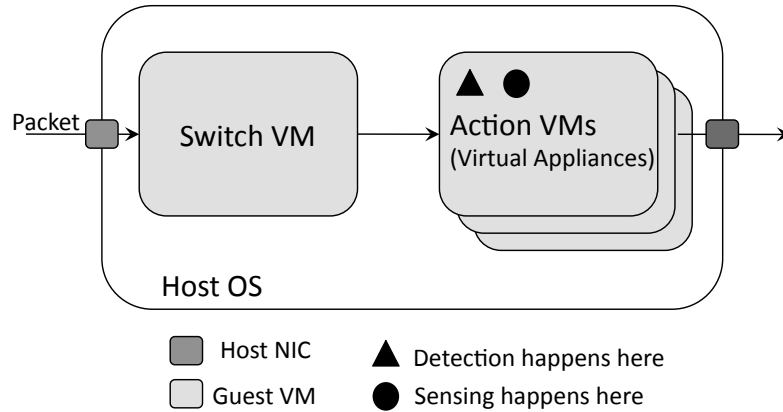 Packet
Switch VM
Action VMs
(Virtual Appliances)
Host OS
Host NIC
Detection happens here
Guest VM
Sensing happens here